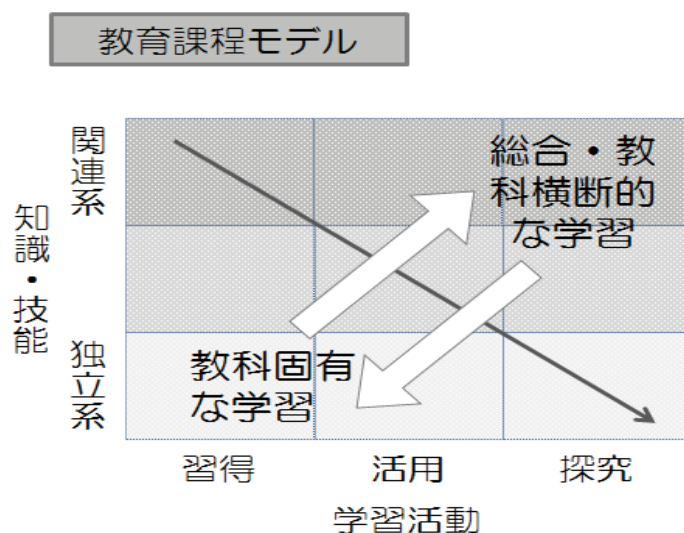 教育課程モデル
関連系
総合・教
科横断的
な学習
知識・技能
独立系
教科固有
な学習
習得
活用
探究
学習活動